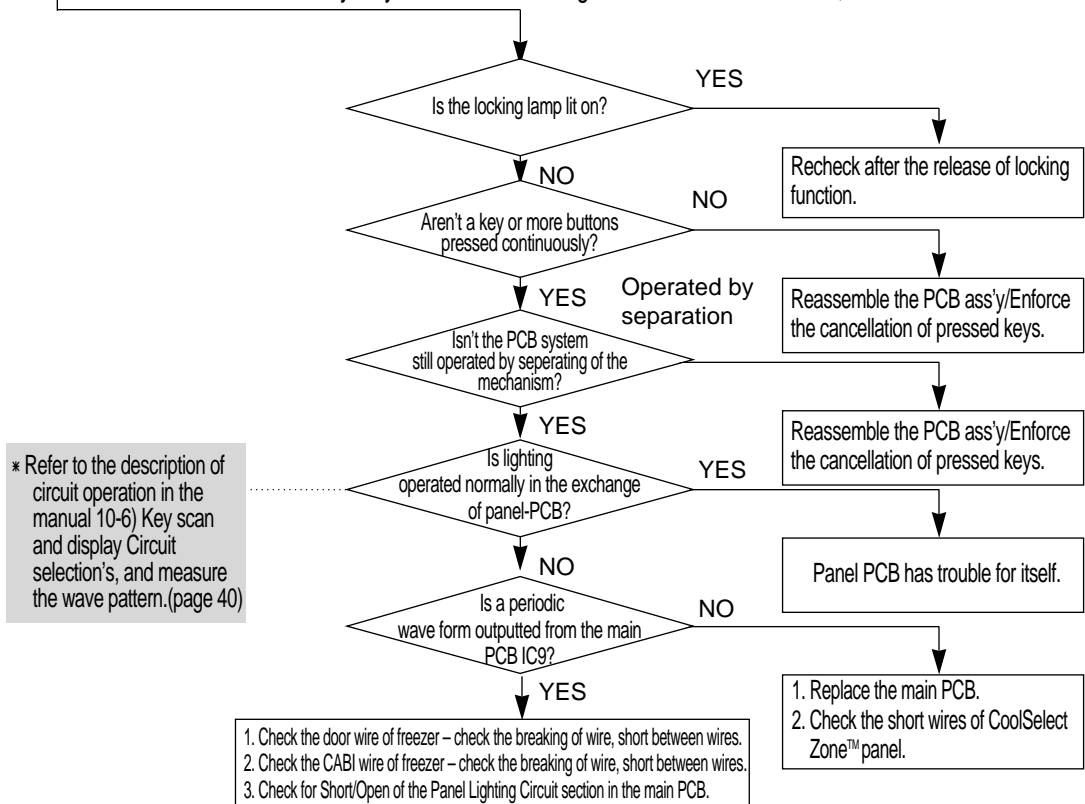 YES
Is the locking lamp lit on?
Recheck after the release of locking
function.
NO
NO
Aren't a key or more buttons
pressed continuously?
Reassemble the PCB ass'y/Enforce
the cancellation of pressed keys.
YES
Operated by
separation
Isn't the PCB system
still operated by seperating of the
mechanism?
Reassemble the PCB ass'y/Enforce
the cancellation of pressed keys.
YES
* Refer to the description of
circuit operation in the
manual 10-6) Key scan
and display Circuit
selection's, and measure
the wave pattern.(page 40)
Is lighting
operated normally in the exchange
of panel-PCB?
YES
Panel PCB has trouble for itself.
NO
Is a periodic
wave form outputted from the main
PCB IC9?
NO
1. Replace the main PCB.
2. Check the short wires of CoolSelect
Zone™ panel.
YES
1. Check the door wire of freezer – check the breaking of wire, short between wires.
2. Check the CABI wire of freezer – check the breaking of wire, short between wires.
3. Check for Short/Open of the Panel Lighting Circuit section in the main PCB.